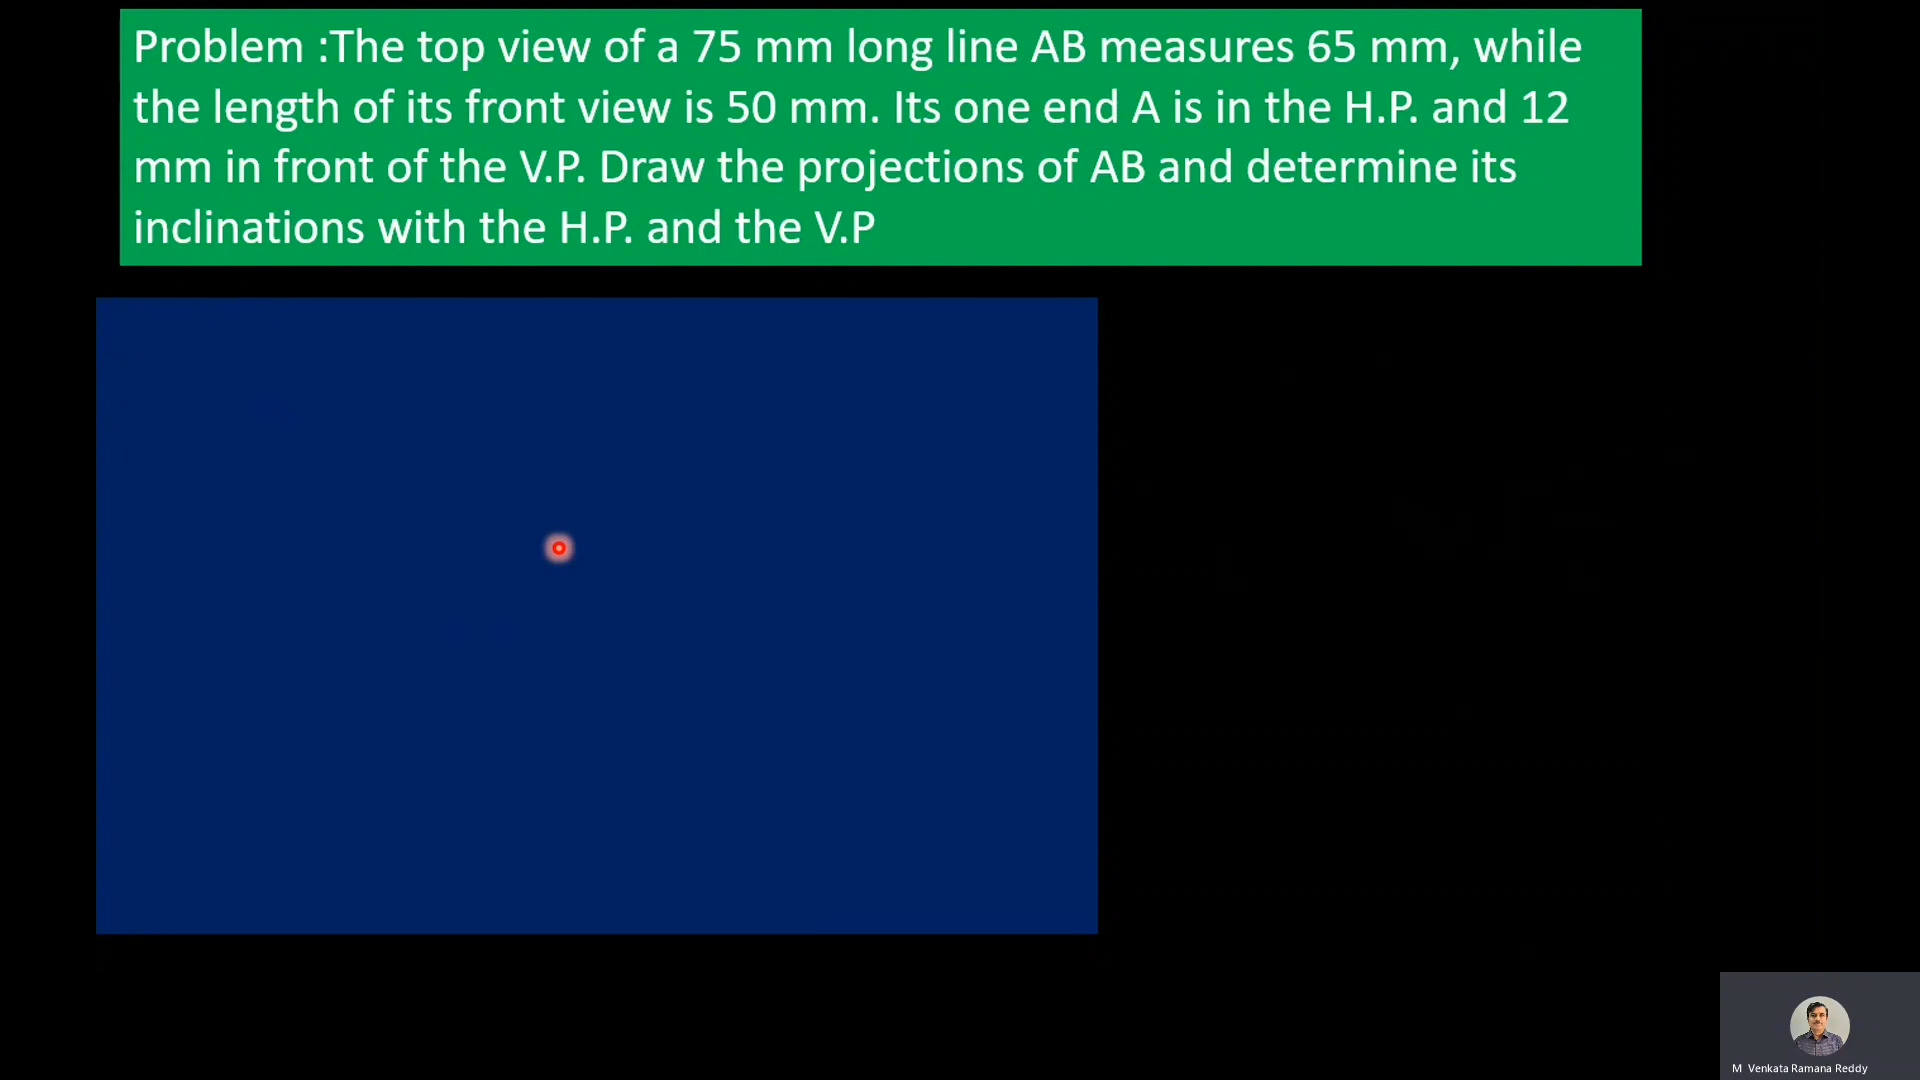 Problem :The top view of a 75 mm long line AB measures 65 mm, while
the length of its front view is 50 mm. Its one end A is in the H.P. and 12
mm in front of the V.P. Draw the projections of AB and determine its
inclinations with the H.P. and the V.P
M Venkata Ramana Reddy